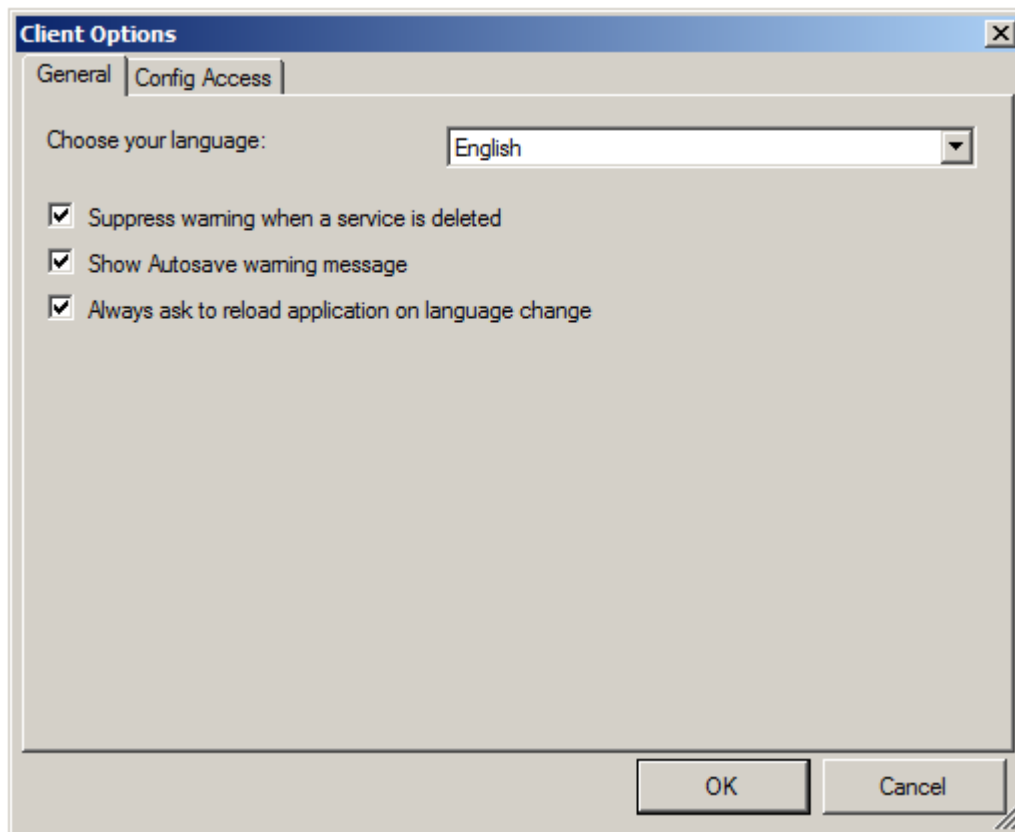 Client Options
General Config Access
Choose your language: English
Suppress warning when a service is deleted
Show Autosave warning message
Always ask to reload application on language change
OK Cancel